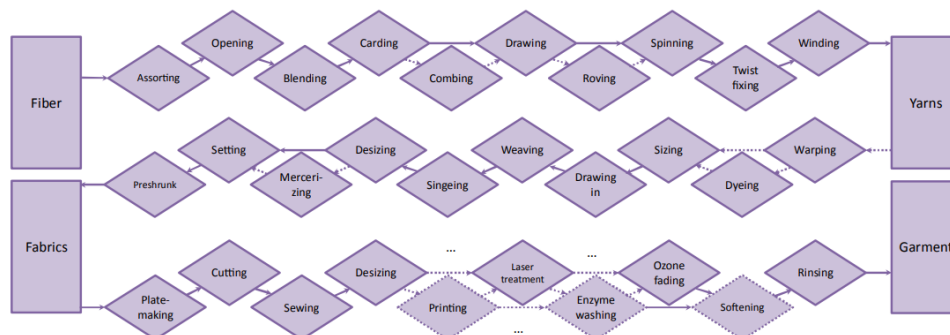 Fiber
Assorting
Opening
Blending
Carding
Combing
Drawing
Roving
Spinning
Twist
fixing
Winding
Yarns
Warping
Dyeing
Sizing
Drawing
in
Weaving
Singeing
Desizing
Merceri-
zing
Setting
Preshrunk
Fabrics
Plate-
making
Cutting
Sewing
Desizing
...
Printing
Laser
treatment
...
Enzyme
washing
...
Ozone
fading
Softening
Rinsing
Garment